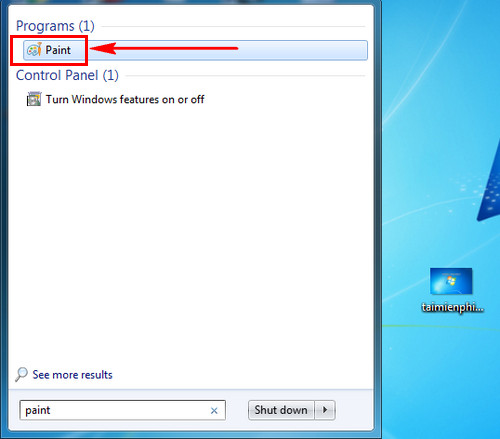 Programs (1)
Paint
Control Panel (1)
Turn Windows features on or off
taimienphi...
See more results
paint
Shut down